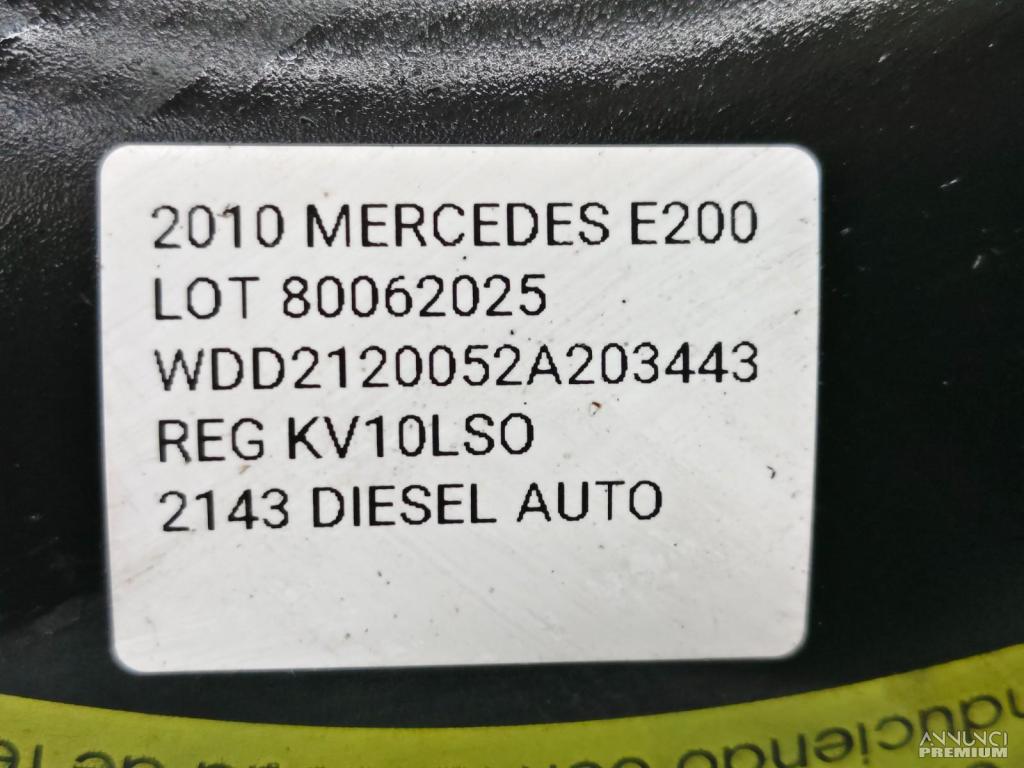 2010 MERCEDES E200
LOT 80062025
WDD2120052A203443
REG KV10LSO
2143 DIESEL AUTO
ANNUNCI
PREMIUM